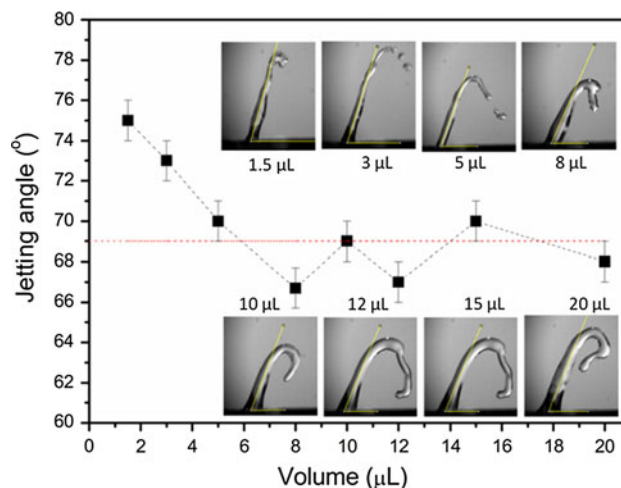 80
78
76
74
72
70
68
66
64
62
60
Jetting angle (°)
1.5 µL 3 µL 5 µL 8 µL
10 µL 12 µL 15 µL 20 µL
0 2 4 6 8 10 12 14 16 18 20
Volume (µL)